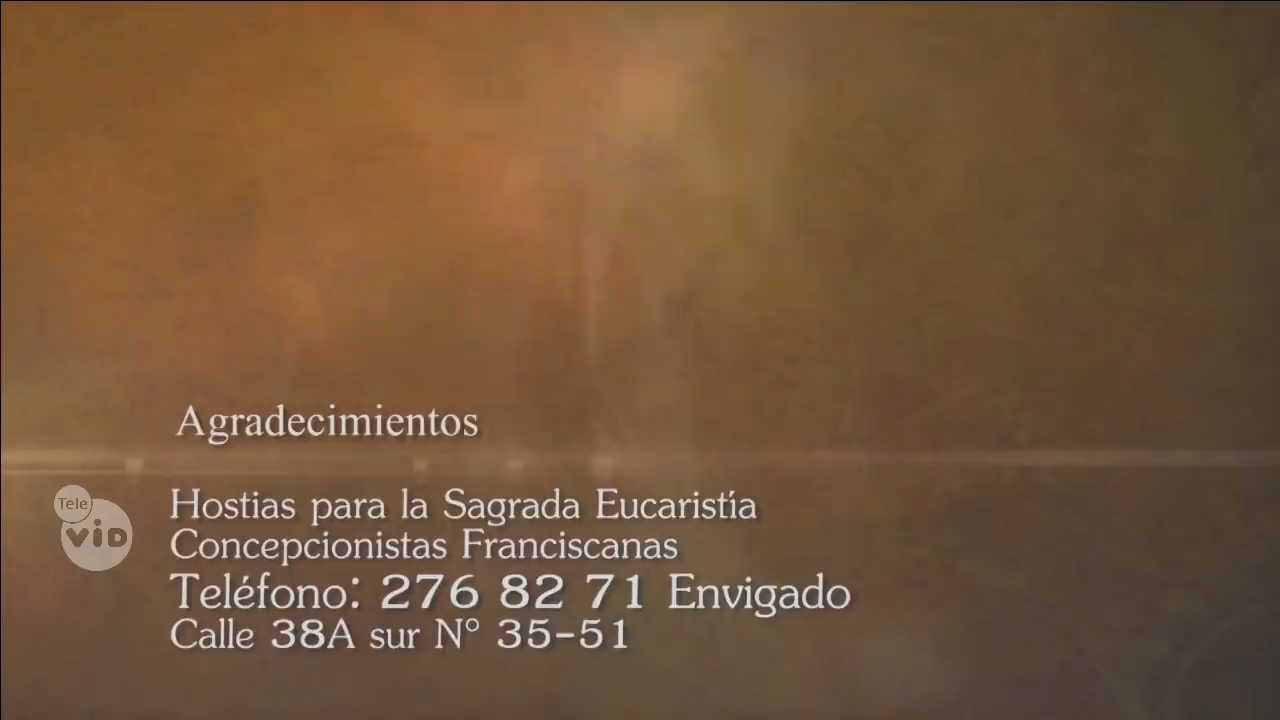 Agradecimientos
Hostias para la Sagrada Eucaristía
Concepcionistas Franciscanas
Teléfono: 276 82 71 Envigado
Calle 38A sur N° 35-51
Tele
VID